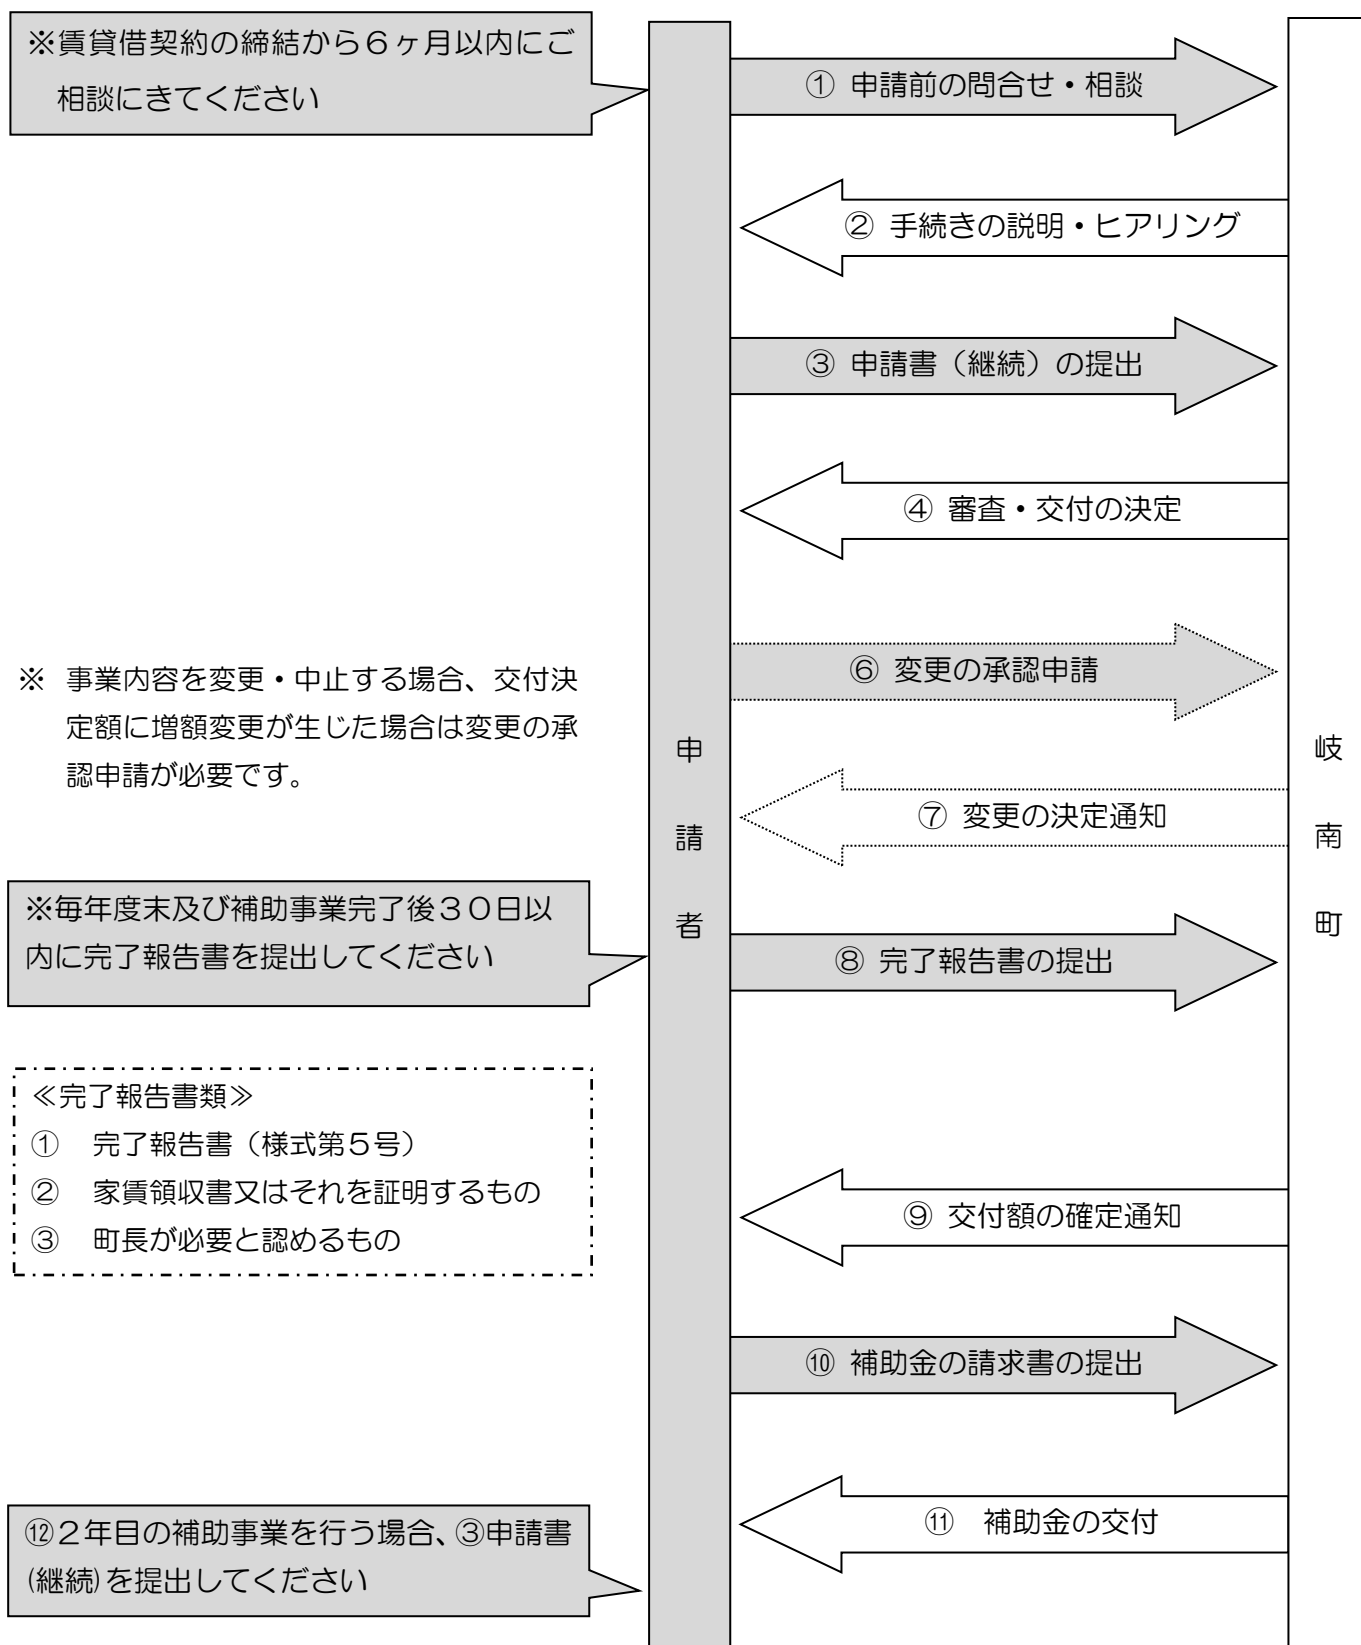 ※賃貸借契約の締結から６ヶ月以内にご
相談にきてください
① 申請前の問合せ・相談
② 手続きの説明・ヒアリング
③ 申請書（継続）の提出
④ 審査・交付の決定
※ 事業内容を変更・中止する場合、交付決
定額に増額変更が生じた場合は変更の承
認申請が必要です。
⑥ 変更の承認申請
⑦ 変更の決定通知
申請者
岐南町
※毎年度末及び補助事業完了後３０日以
内に完了報告書を提出してください
⑧ 完了報告書の提出
≪完了報告書類≫
① 完了報告書（様式第５号）
② 家賃領収書又はそれを証明するもの
③ 町長が必要と認めるもの
⑨ 交付額の確定通知
⑩ 補助金の請求書の提出
⑪ 補助金の交付
⑫２年目の補助事業を行う場合、③申請書
(継続)を提出してください